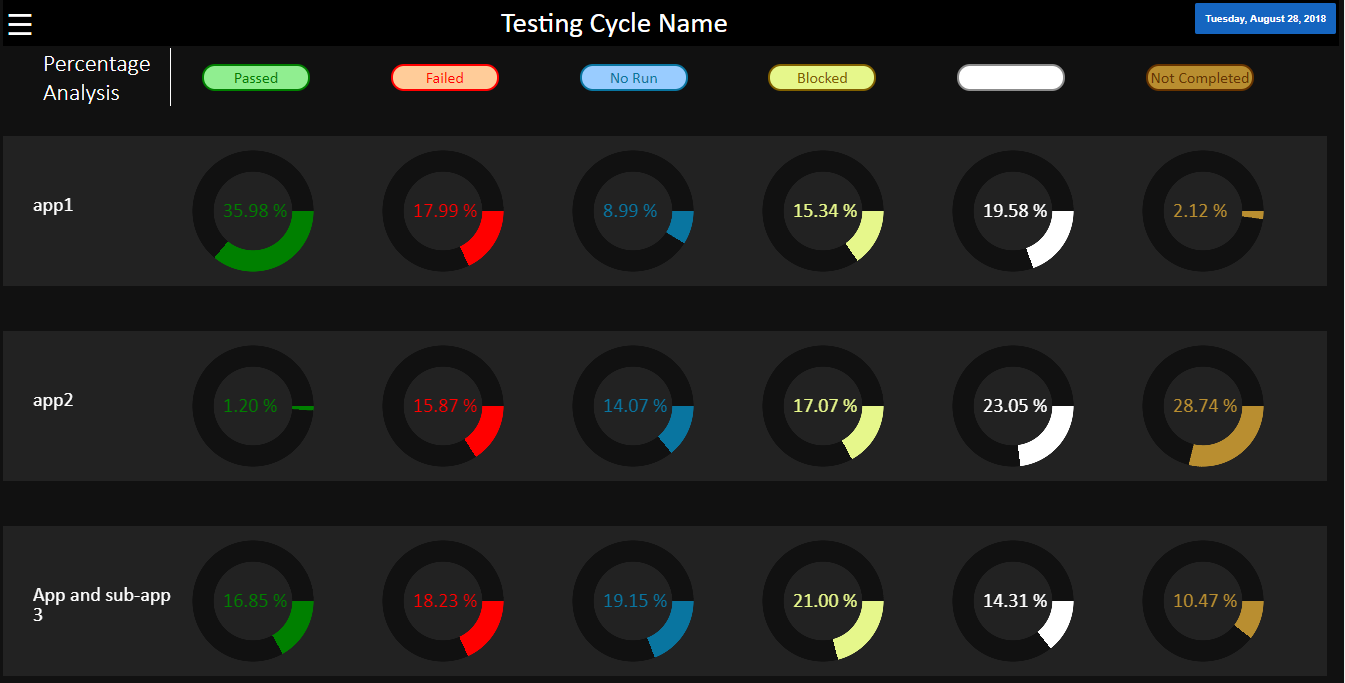 Testing Cycle Name
Tuesday, August 28, 2018
Percentage
Analysis
Passed
Failed
No Run
Blocked
Not Completed
app1
35.98 %
17.99 %
8.99 %
15.34 %
19.58 %
2.12 %
app2
1.20 %
15.87 %
14.07 %
17.07 %
23.05 %
28.74 %
App and sub-app
3
16.85 %
18.23 %
19.15 %
21.00 %
14.31 %
10.47 %